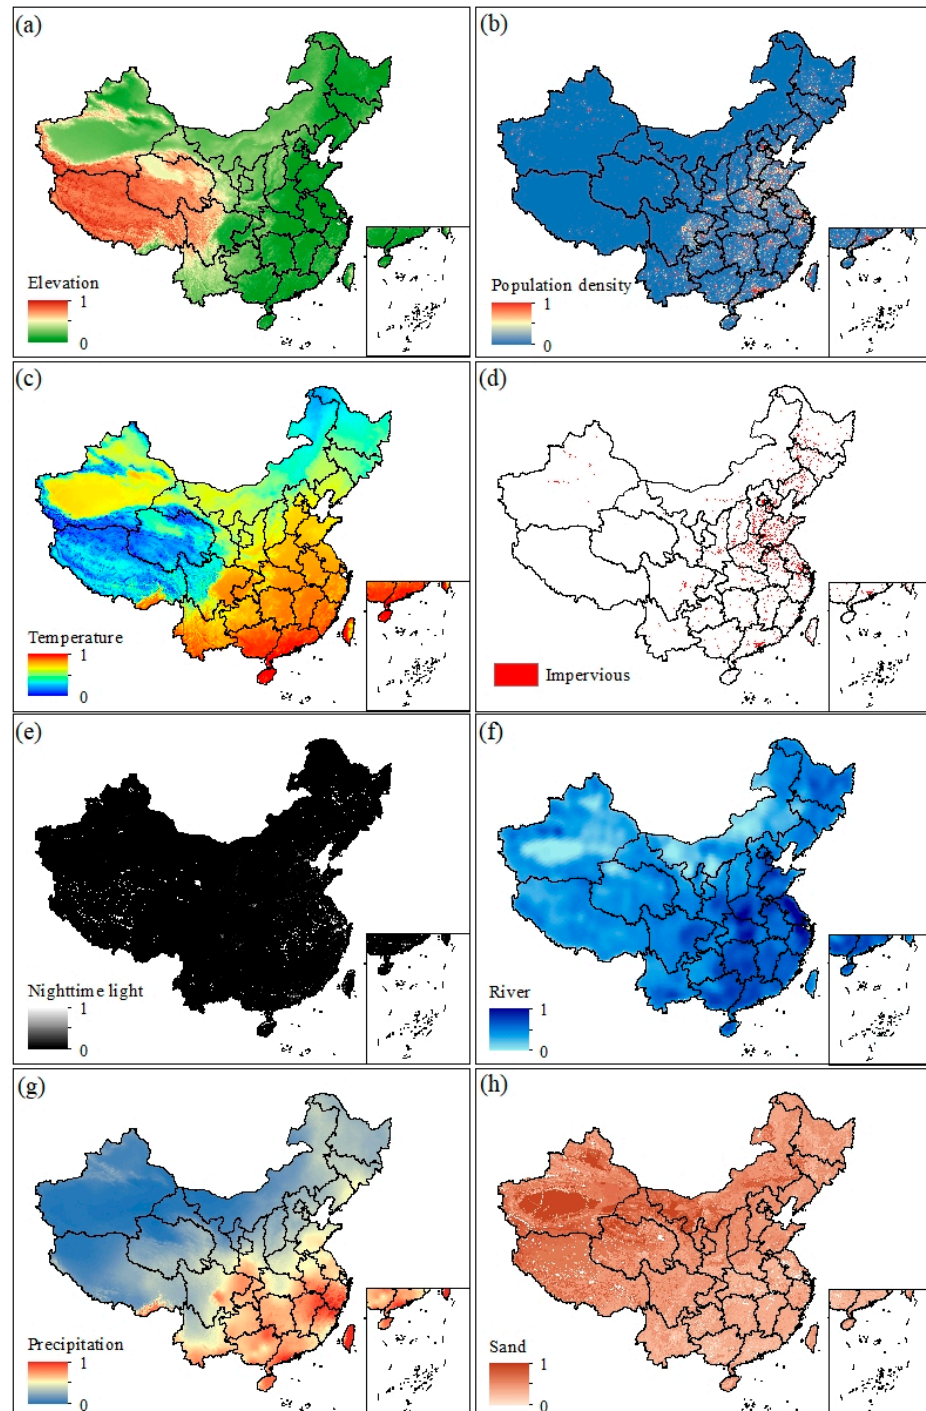 (a)
Elevation
1
0
(b)
Population density
1
0
(c)
Temperature
1
0
(d)
Impervious
(e)
Nighttime light
1
0
(f)
River
1
0
(g)
Precipitation
1
0
(h)
Sand
1
0